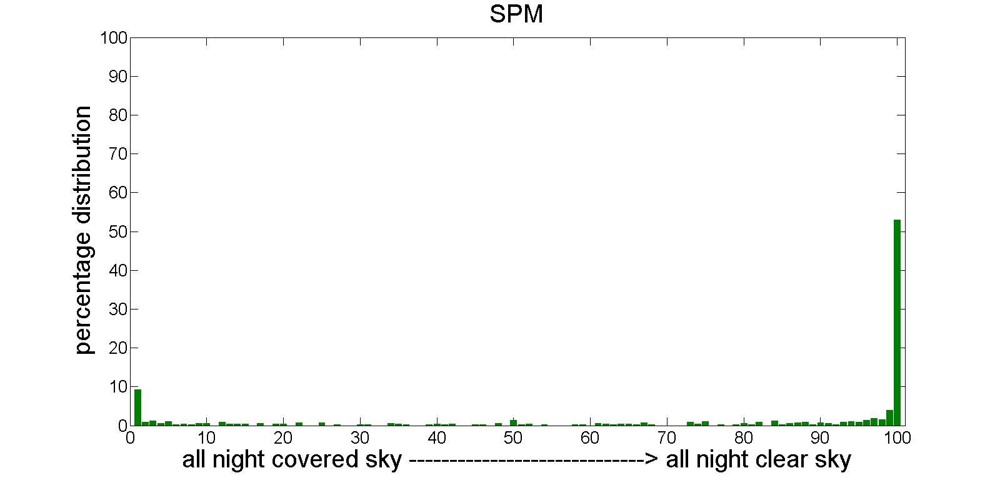 SPM
100
90
80
70
60
50
40
30
20
10
0
percentage distribution
0 10 20 30 40 50 60 70 80 90 100
all night covered sky -----------------------------> all night clear sky